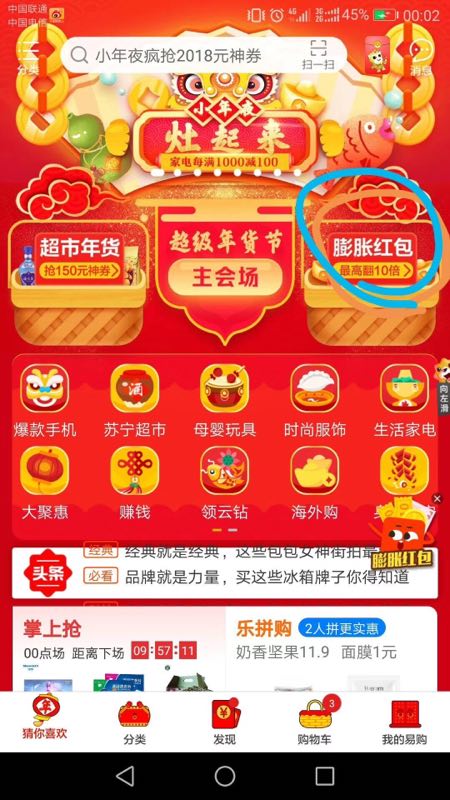 中国联通
中国电信
4G
3G
2G
45%
00:02
分类
小年夜疯抢2018元神券
扫一扫
消息
小年夜
灶起来
家电每满1000减100
超市年货
抢150元神券
超级年货节
主会场
膨胀红包
最高翻10倍
向左滑
爆款手机
苏宁超市
母婴玩具
时尚服饰
生活家电
大聚惠
赚钱
领云钻
海外购
膨胀红包
头条
经典 经典就是经典，这些包包女神街拍最
必看 品牌就是力量，买这些冰箱牌子你得知道
掌上抢
00点场 距离下场 09:57:11
乐拼购 2人拼更实惠
奶香坚果11.9 面膜1元
猜你喜欢
分类
发现
购物车
3
我的易购